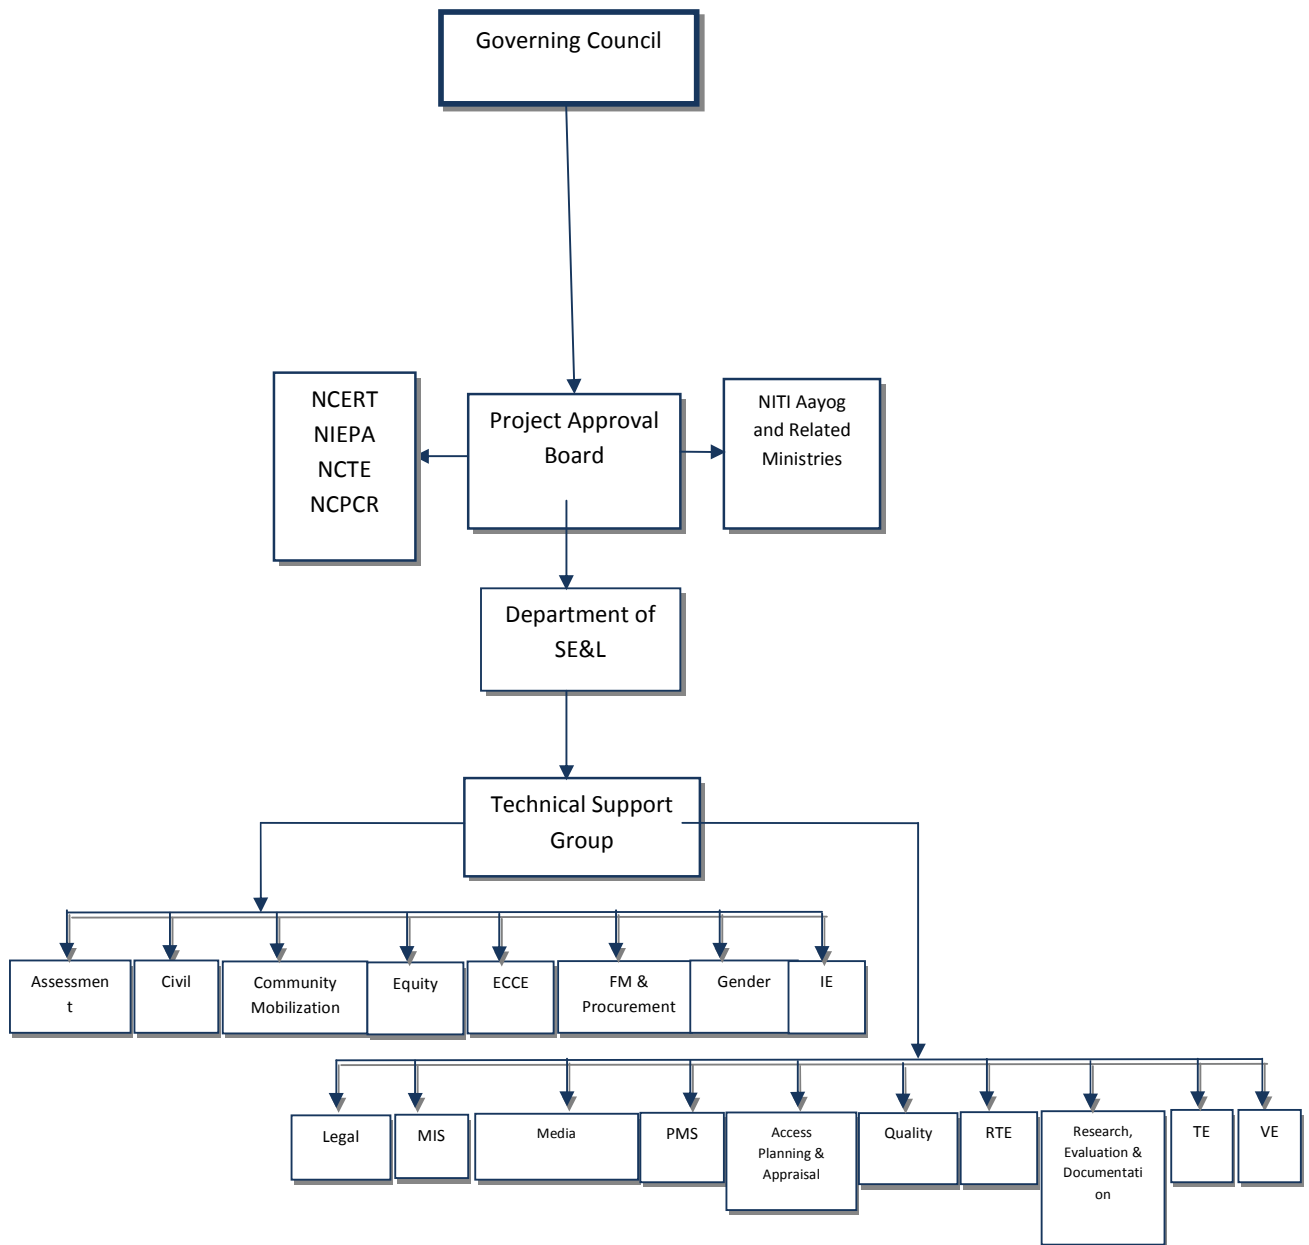 Governing Council
NCERT
NIEPA
NCTE
NCPCR
Project Approval
Board
NITI Aayog
and Related
Ministries
Department of
SE&L
Technical Support
Group
Assessmen
t
Civil
Community
Mobilization
Equity
ECCE
FM &
Procurement
Gender
IE
Legal
MIS
Media
PMS
Access
Planning &
Appraisal
Quality
RTE
Research,
Evaluation &
Documentati
on
TE
VE